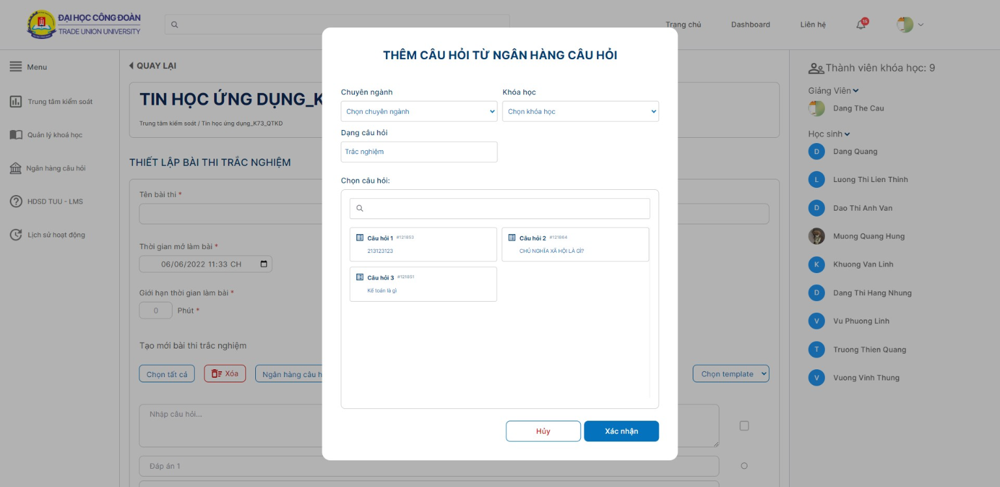 ĐẠI HỌC CÔNG ĐOÀN
TRADE UNION UNIVERSITY
Trang chủ
Dashboard
Liên hệ
15
Menu
Trung tâm kiểm soát
Quản lý khoá học
Ngân hàng câu hỏi
HDSD TUU - LMS
Lịch sử hoạt động
QUAY LẠI
TIN HỌC ỨNG DỤNG_K
Trung tâm kiểm soát / Tin học ứng dụng_K73_QTKD
THIẾT LẬP BÀI THI TRẮC NGHIỆM
Tên bài thi *
Thời gian mở làm bài *
06/06/2022 11:33 CH
Giới hạn thời gian làm bài *
0 Phút *
Tạo mới bài thi trắc nghiệm
Chọn tất cả
Xóa
Ngân hàng câu h
Chọn template
Nhập câu hỏi...
Đáp án 1
THÊM CÂU HỎI TỪ NGÂN HÀNG CÂU HỎI
Chuyên ngành
Khóa học
Chọn chuyên ngành
Chọn khóa học
Dạng câu hỏi
Trắc nghiệm
Chọn câu hỏi:
Câu hỏi 1 #121853
213123123
Câu hỏi 2 #121664
CHỦ NGHĨA XÃ HỘI LÀ GÌ?
Câu hỏi 3 #121851
Kế toán là gì
Hủy
Xác nhận
Thành viên khóa học: 9
Giảng Viên
Dang The Cau
Học sinh
D Dang Quang
L Luong Thi Lien Thinh
D Dao Thi Anh Van
Muong Quang Hung
K Khuong Van Linh
D Dang Thi Hang Nhung
V Vu Phuong Linh
T Truong Thien Quang
V Vuong Vinh Thung